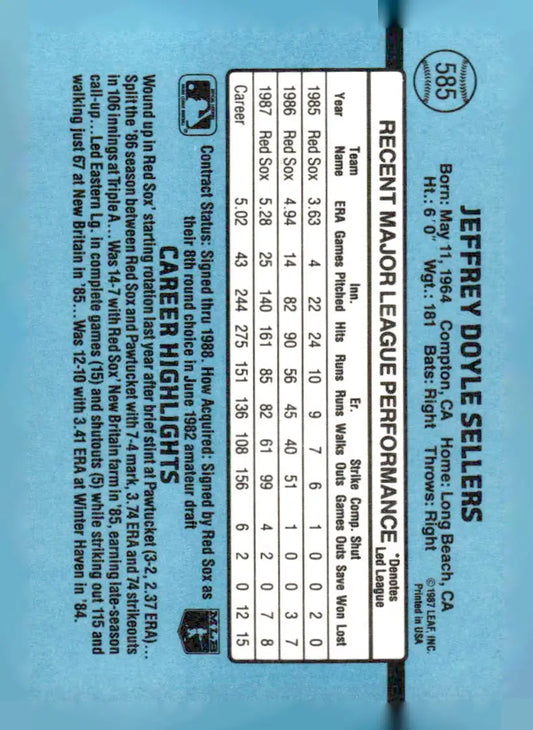 585
JEFFREY DOYLE SELLERS
Born: May 11, 1964 Compton, CA Home: Long Beach, CA
Ht.: 6' 0" Wgt.: 181 Bats: Right Throws: Right
©1987 LEAF, INC.
Printed in USA
RECENT MAJOR LEAGUE PERFORMANCE
*Denotes
Led League
Team Inn. Er. Strike Comp. Shut
Year Name ERA Games Pitched Hits Runs Runs Walks Outs Games Outs Save Won Lost
1985 Red Sox 3.63 4 22 24 10 9 7 6 1 0 0 2 0
1986 Red Sox 4.94 14 82 90 56 45 40 51 1 0 0 3 7
1987 Red Sox 5.28 25 140 161 85 82 61 99 4 2 0 7 8
Career 5.02 43 244 275 151 136 108 156 6 2 0 12 15
Contract Status: Signed thru 1988. How Acquired: Signed by Red Sox as
their 8th round choice in June 1982 amateur draft
MLB
CAREER HIGHLIGHTS
Wound up in Red Sox' starting rotation last year after brief stint at Pawtucket (3-2, 2.37 ERA)...
Split the '86 season between Red Sox and Pawtucket with 7-4 mark, 3.74 ERA and 74 strikeouts
in 106 innings at Triple A... Was 14-7 with Red Sox' New Britain farm in '85, earning late-season
call-up... Led Eastern Lg. in complete games (15) and shutouts (5) while striking out 115 and
walking just 67 at New Britain in '85... Was 12-10 with 3.41 ERA at Winter Haven in '84.